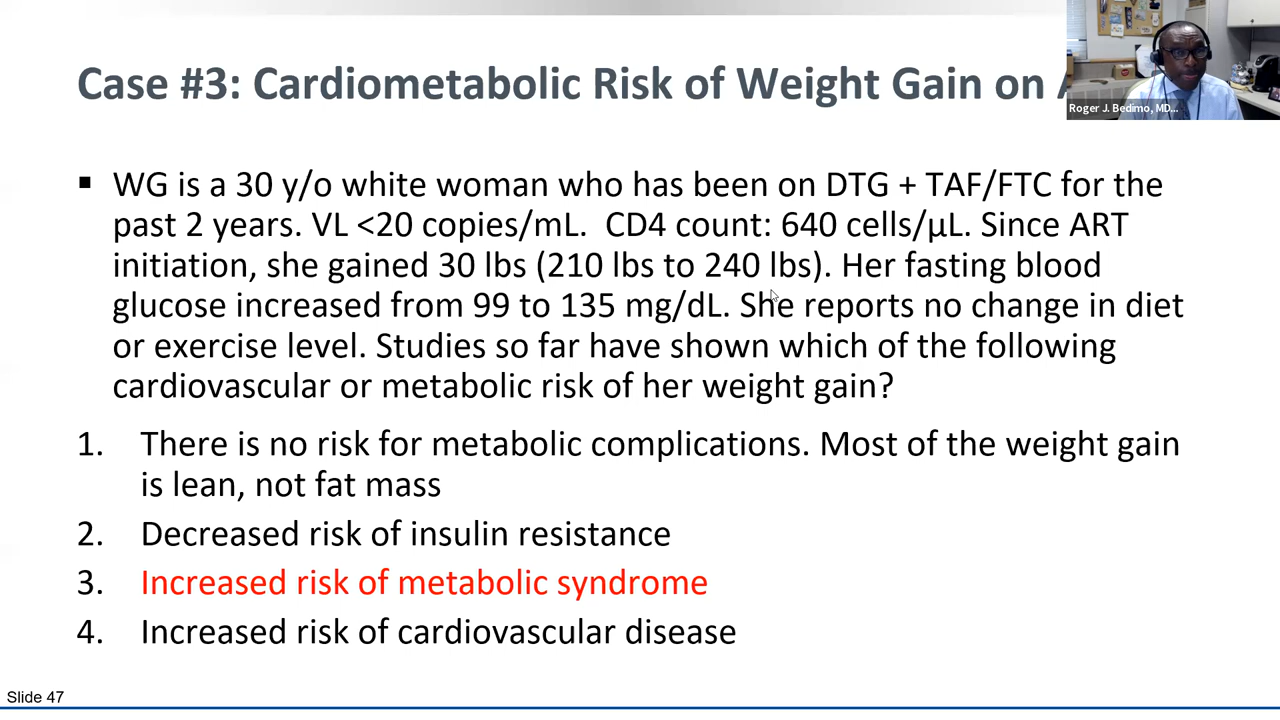 Case #3: Cardiometabolic Risk of Weight Gain on
Roger J. Bedimo, MD...
▪ WG is a 30 y/o white woman who has been on DTG + TAF/FTC for the
past 2 years. VL <20 copies/mL. CD4 count: 640 cells/µL. Since ART
initiation, she gained 30 lbs (210 lbs to 240 lbs). Her fasting blood
glucose increased from 99 to 135 mg/dL. She reports no change in diet
or exercise level. Studies so far have shown which of the following
cardiovascular or metabolic risk of her weight gain?
1. There is no risk for metabolic complications. Most of the weight gain
is lean, not fat mass
2. Decreased risk of insulin resistance
3. Increased risk of metabolic syndrome
4. Increased risk of cardiovascular disease
Slide 47